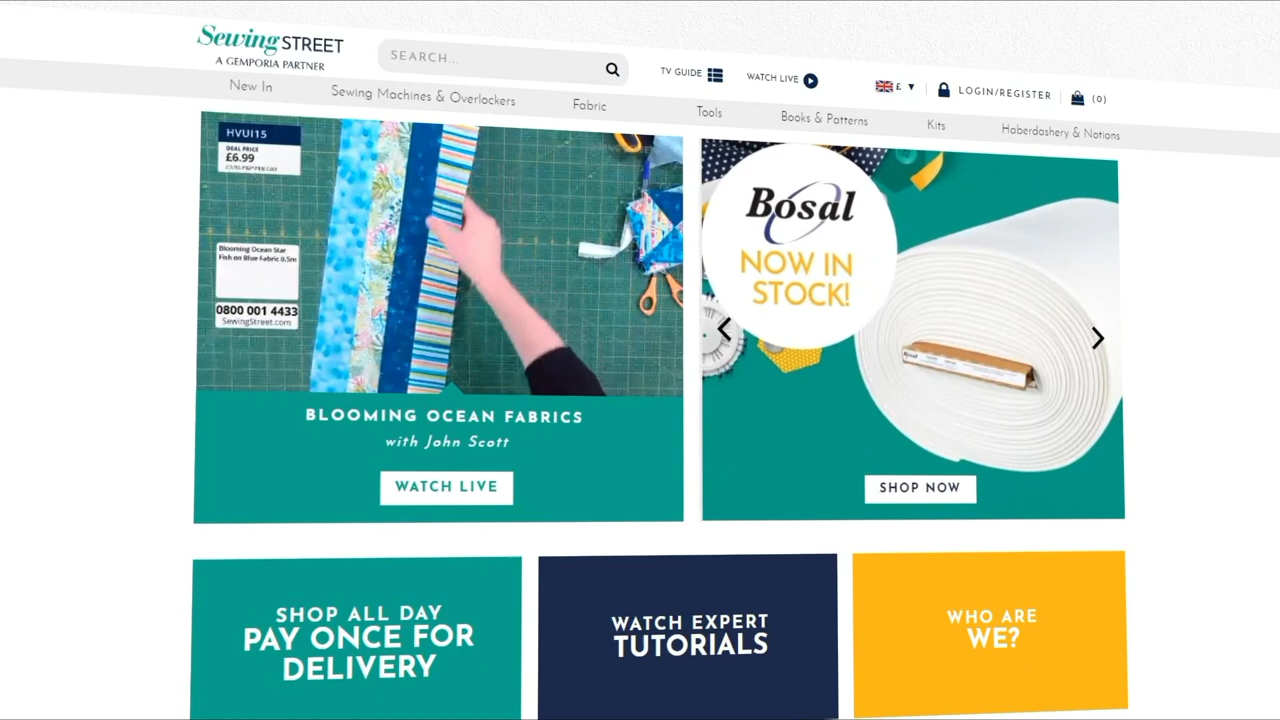 Sewing STREET
A GEMPORIA PARTNER
SEARCH...
TV GUIDE
WATCH LIVE
£
LOGIN/REGISTER
(0)
New In
Sewing Machines & Overlockers
Fabric
Tools
Books & Patterns
Kits
Haberdashery & Notions
HVUI15
DEAL PRICE
£6.99
Blooming Ocean Star
Fish on Blue Fabric 0.5m
0800 001 4433
SewingStreet.com
BLOOMING OCEAN FABRICS
with John Scott
WATCH LIVE
Bosal
NOW IN
STOCK!
Bosal
SHOP NOW
SHOP ALL DAY
PAY ONCE FOR
DELIVERY
WATCH EXPERT
TUTORIALS
WHO ARE
WE?